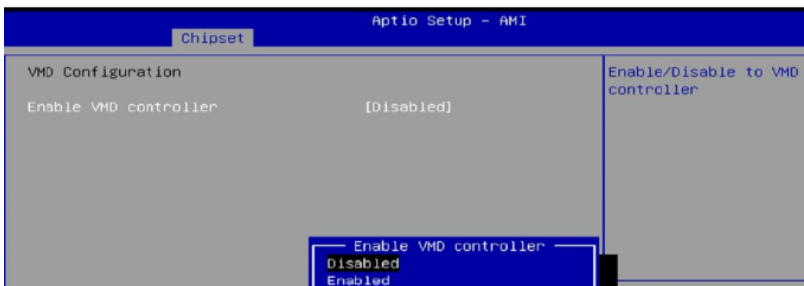 Aptio Setup - AMI
Chipset
VMD Configuration
Enable VMD controller [Disabled]
Enable/Disable to VMD
controller
Enable VMD controller
Disabled
Enabled